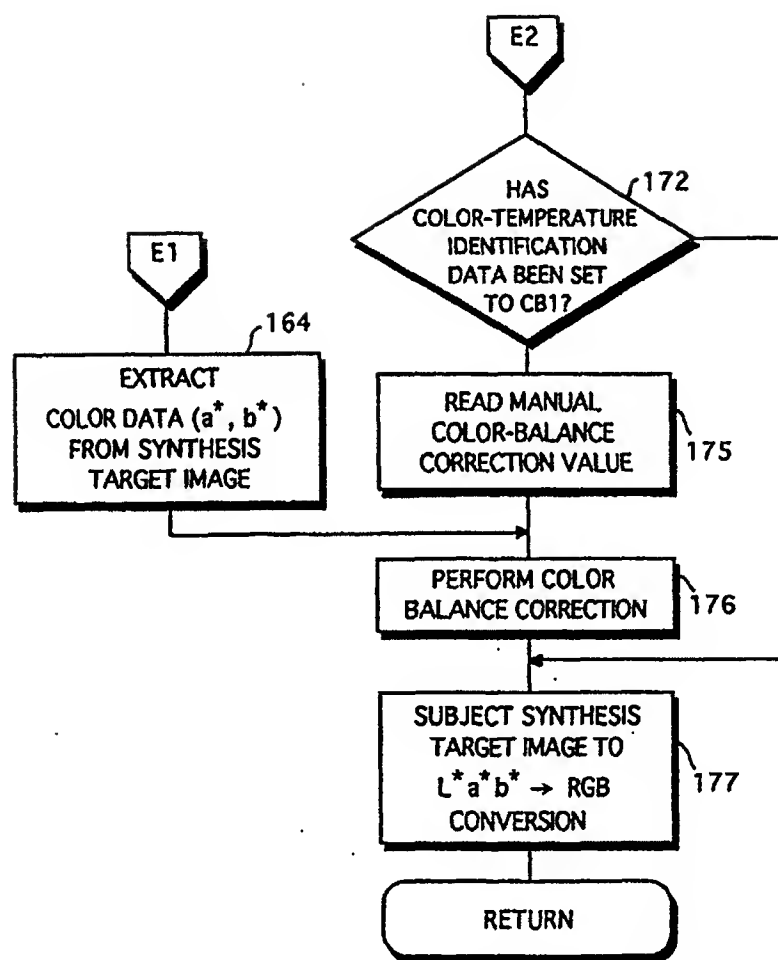 E2
HAS
COLOR-TEMPERATURE
IDENTIFICATION
DATA BEEN SET
TO CB1?
172
E1
164
EXTRACT
COLOR DATA (a*, b*)
FROM SYNTHESIS
TARGET IMAGE
READ MANUAL
COLOR-BALANCE
CORRECTION VALUE
175
PERFORM COLOR
BALANCE CORRECTION
176
SUBJECT SYNTHESIS
TARGET IMAGE TO
L*a*b* → RGB
CONVERSION
177
RETURN